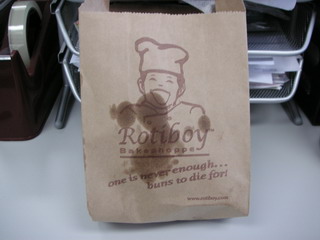 Rotiboy
Bakeshoppe
one is never enough...
buns to die for!
www.rotiboy.com